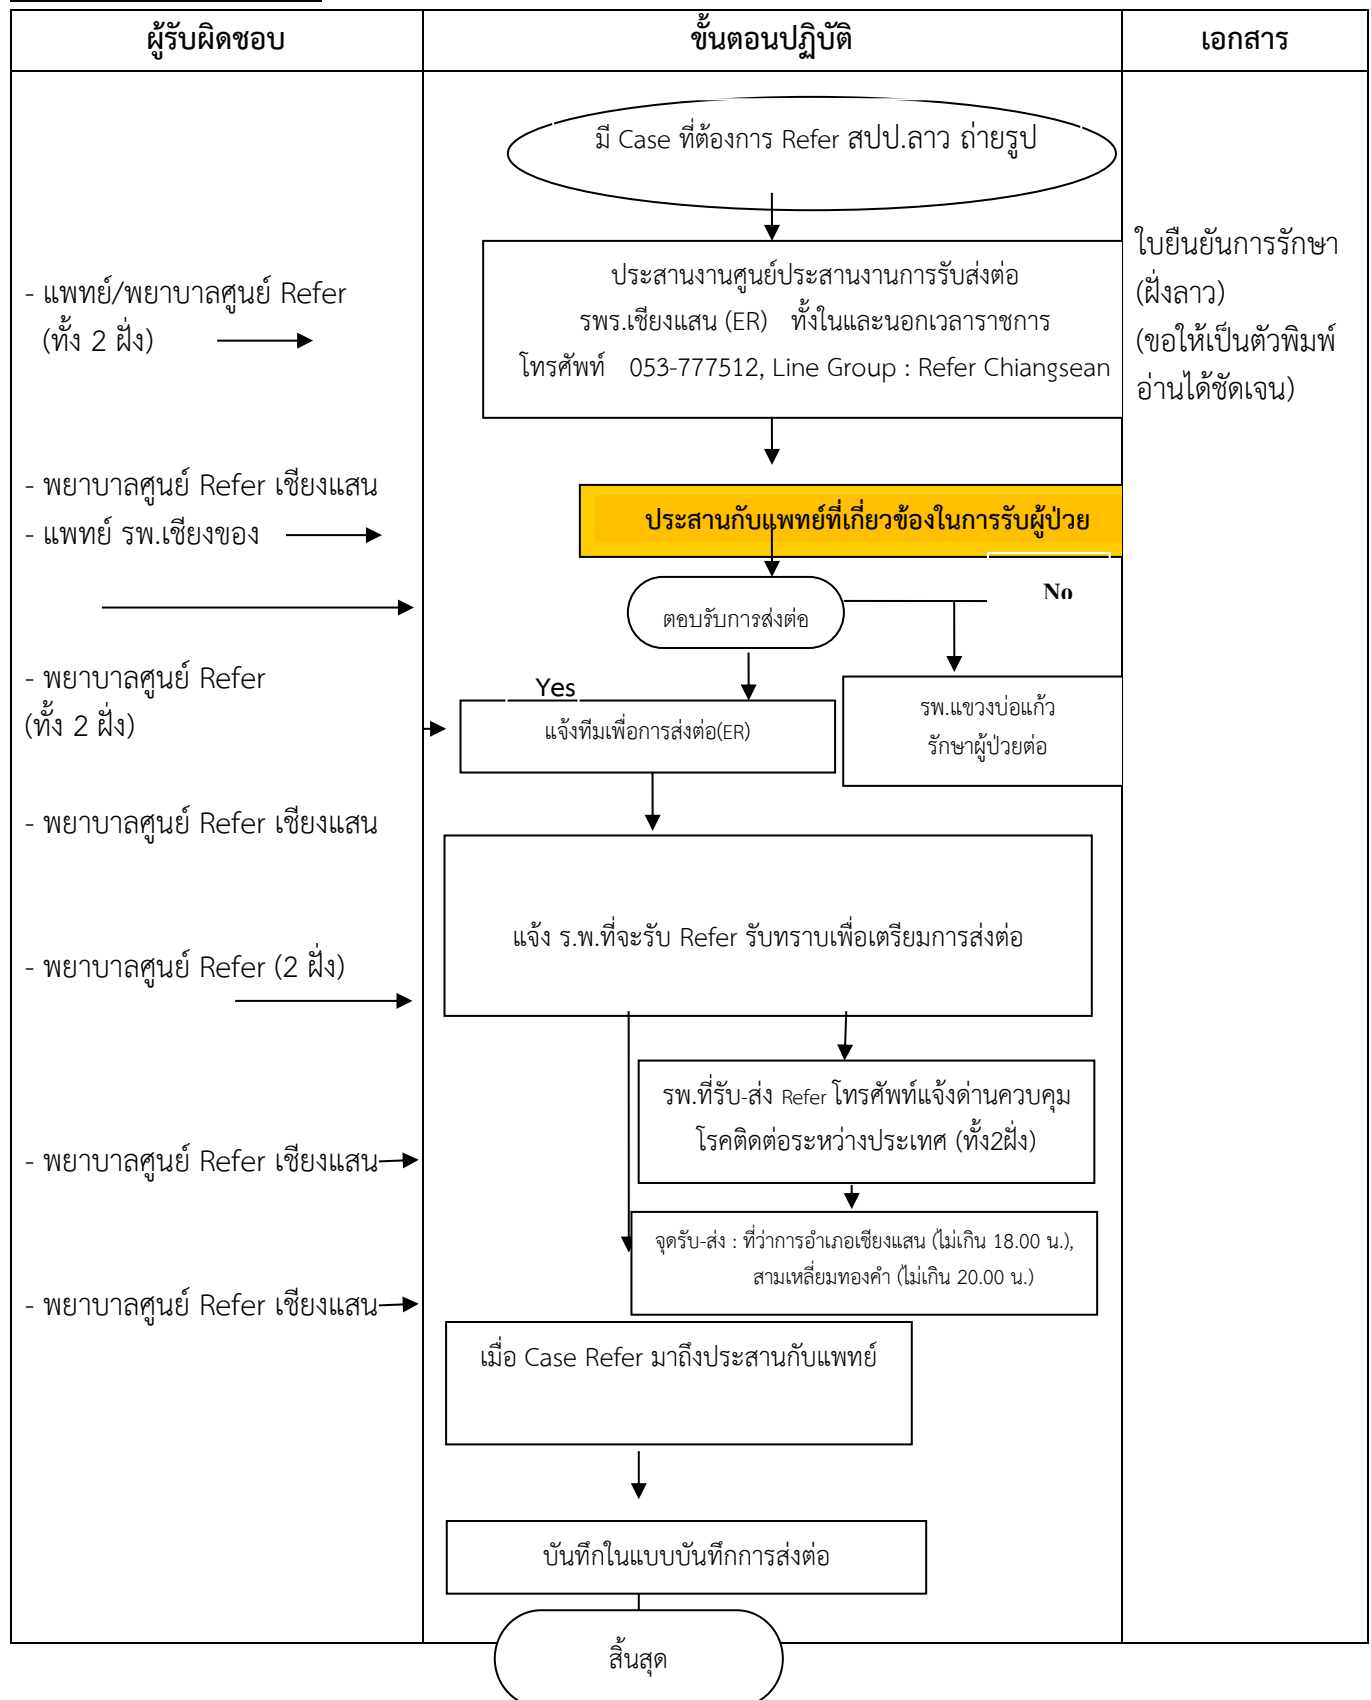 ผู้รับผิดชอบ
ขั้นตอนปฏิบัติ
เอกสาร
มี Case ที่ต้องการ Refer สปป.ลาว ถ่ายรูป
- แพทย์/พยาบาลศูนย์ Refer
(ทั้ง 2 ฝั่ง)
ประสานงานศูนย์ประสานงานการรับส่งต่อ
รพร.เชียงแสน (ER) ทั้งในและนอกเวลาราชการ
โทรศัพท์ 053-777512, Line Group : Refer Chiangsean
ใบยืนยันการรักษา
(ฝั่งลาว)
(ขอให้เป็นตัวพิมพ์
อ่านได้ชัดเจน)
- พยาบาลศูนย์ Refer เชียงแสน
- แพทย์ รพ.เชียงของ
ประสานกับแพทย์ที่เกี่ยวข้องในการรับผู้ป่วย
ตอบรับการส่งต่อ
No
- พยาบาลศูนย์ Refer
(ทั้ง 2 ฝั่ง)
Yes
แจ้งทีมเพื่อการส่งต่อ(ER)
รพ.แขวงบ่อแก้ว
รักษาผู้ป่วยต่อ
- พยาบาลศูนย์ Refer เชียงแสน
แจ้ง ร.พ.ที่จะรับ Refer รับทราบเพื่อเตรียมการส่งต่อ
- พยาบาลศูนย์ Refer (2 ฝั่ง)
รพ.ที่รับ-ส่ง Refer โทรศัพท์แจ้งด่านควบคุม
โรคติดต่อระหว่างประเทศ (ทั้ง2ฝั่ง)
- พยาบาลศูนย์ Refer เชียงแสน
จุดรับ-ส่ง : ที่ว่าการอำเภอเชียงแสน (ไม่เกิน 18.00 น.),
สามเหลี่ยมทองคำ (ไม่เกิน 20.00 น.)
- พยาบาลศูนย์ Refer เชียงแสน
เมื่อ Case Refer มาถึงประสานกับแพทย์
บันทึกในแบบบันทึกการส่งต่อ
สิ้นสุด